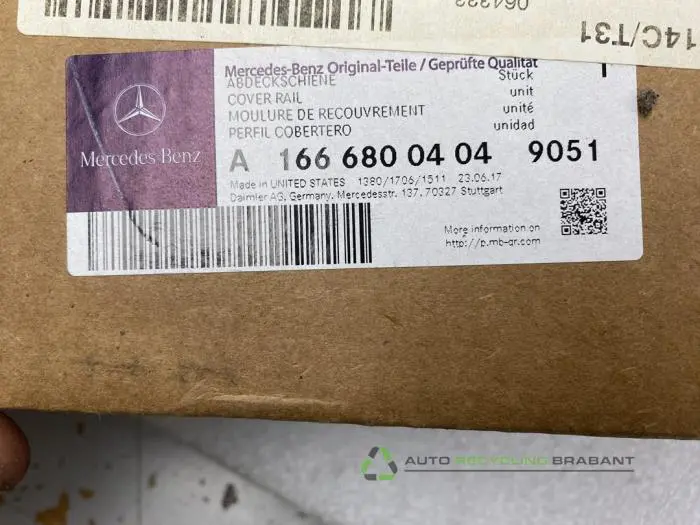 064333
14C/T31
Mercedes-Benz Original-Teile / Geprüfte Qualität
ABDECKSCHIENE Stück 1
COVER RAIL unit
MOULURE DE RECOUVREMENT unité
PERFIL COBERTERO unidad
Mercedes-Benz
A 166 680 04 04 9051
Made in UNITED STATES 1380/1706/1511 23.06.17
Daimler AG, Germany, Mercedesstr. 137, 70327 Stuttgart
More information on
http://p.mb-qr.com
AUTO RECYCLING BRABANT